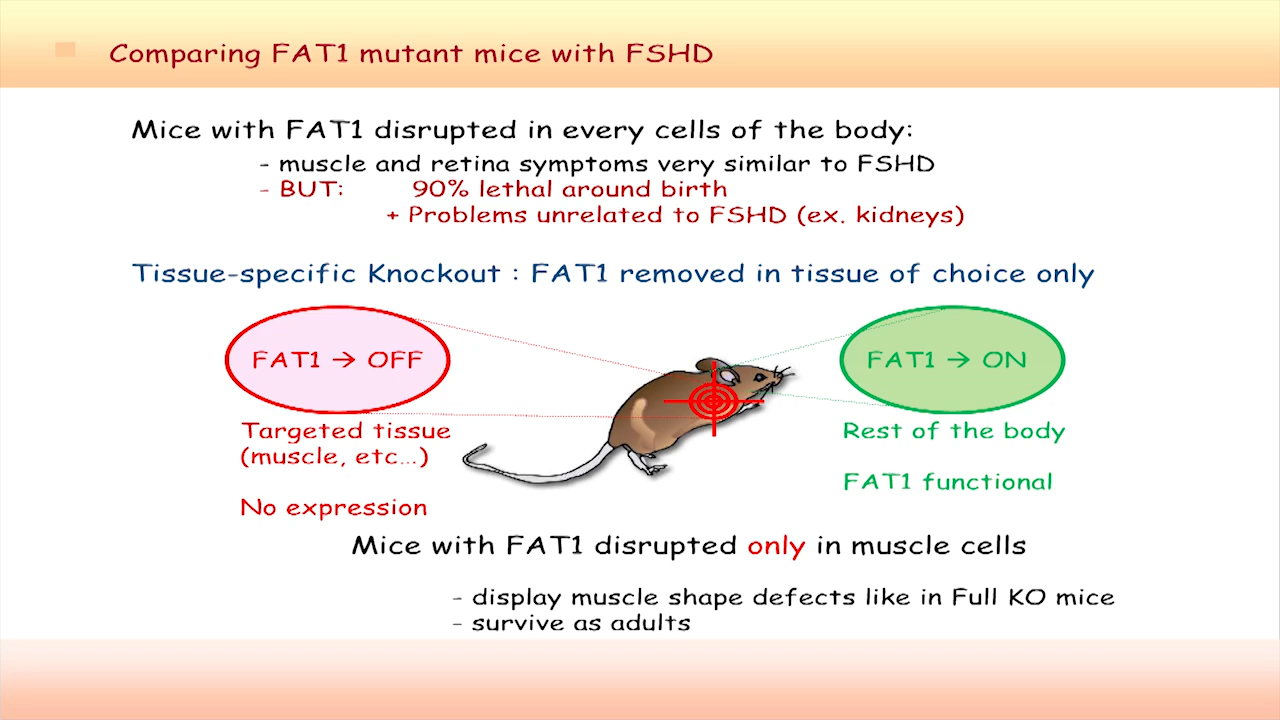 Comparing FAT1 mutant mice with FSHD
Mice with FAT1 disrupted in every cells of the body:
- muscle and retina symptoms very similar to FSHD
- BUT: 90% lethal around birth
+ Problems unrelated to FSHD (ex. kidneys)
Tissue-specific Knockout : FAT1 removed in tissue of choice only
FAT1 → OFF
FAT1 → ON
Targeted tissue
(muscle, etc…)
No expression
Rest of the body
FAT1 functional
Mice with FAT1 disrupted only in muscle cells
- display muscle shape defects like in Full KO mice
- survive as adults